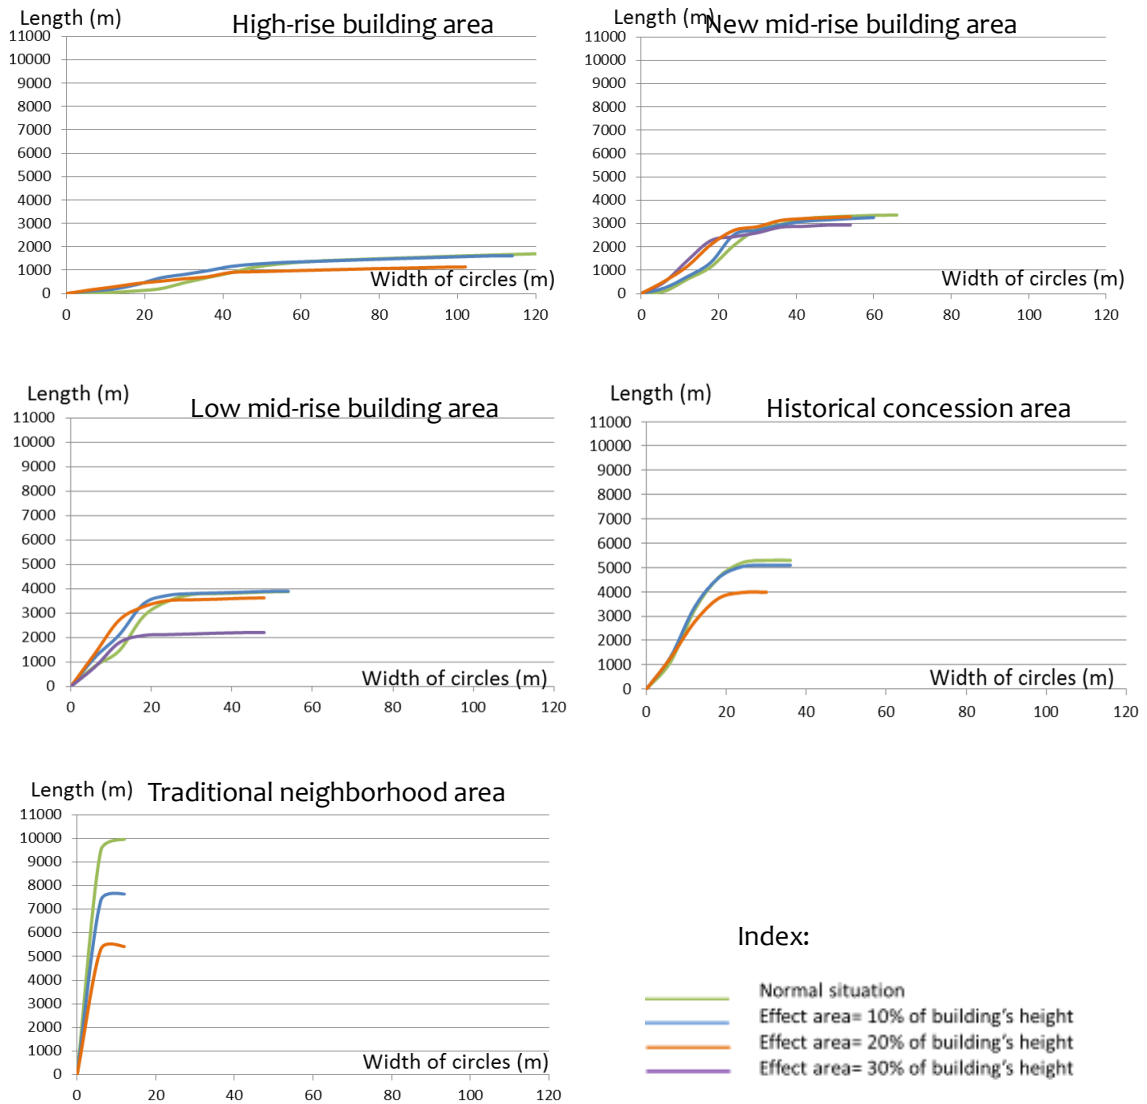 Length (m)
High-rise building area
11000
10000
9000
8000
7000
6000
5000
4000
3000
2000
1000
0
Width of circles (m)
0 20 40 60 80 100 120
Length (m)
New mid-rise building area
11000
10000
9000
8000
7000
6000
5000
4000
3000
2000
1000
0
Width of circles (m)
0 20 40 60 80 100 120
Length (m)
Low mid-rise building area
11000
10000
9000
8000
7000
6000
5000
4000
3000
2000
1000
0
Width of circles (m)
0 20 40 60 80 100 120
Length (m)
Historical concession area
11000
10000
9000
8000
7000
6000
5000
4000
3000
2000
1000
0
Width of circles (m)
0 20 40 60 80 100 120
Length (m)
Traditional neighborhood area
11000
10000
9000
8000
7000
6000
5000
4000
3000
2000
1000
0
Width of circles (m)
0 20 40 60 80 100 120
Index:
Normal situation
Effect area= 10% of building's height
Effect area= 20% of building's height
Effect area= 30% of building's height